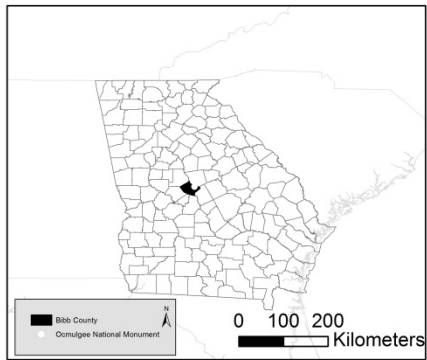 N
Bibb County
Ocmulgee National Monument
0 100 200
Kilometers